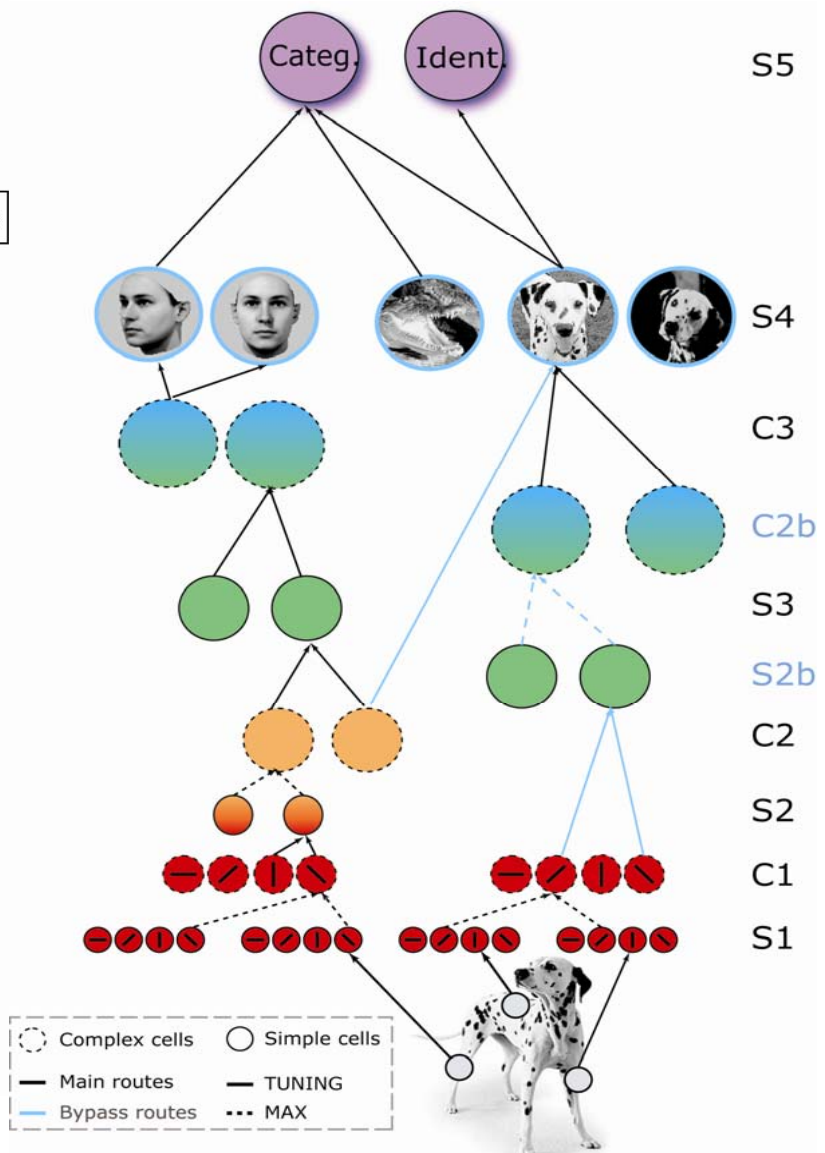 Categ.
Ident.
S5
S4
C3
C2b
S3
S2b
C2
S2
C1
S1
Complex cells
Simple cells
Main routes
TUNING
Bypass routes
MAX